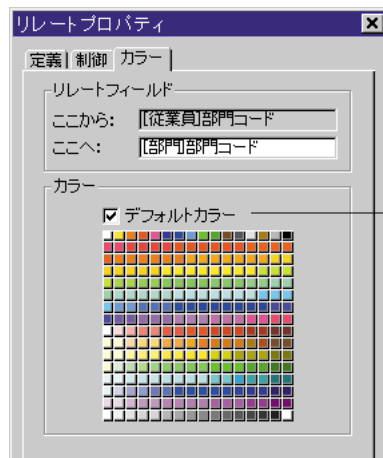 リレートプロパティ
定義 制御 カラー
リレートフィールド
ここから: [従業員]部門コード
ここへ: [部門]部門コード
カラー
デフォルトカラー